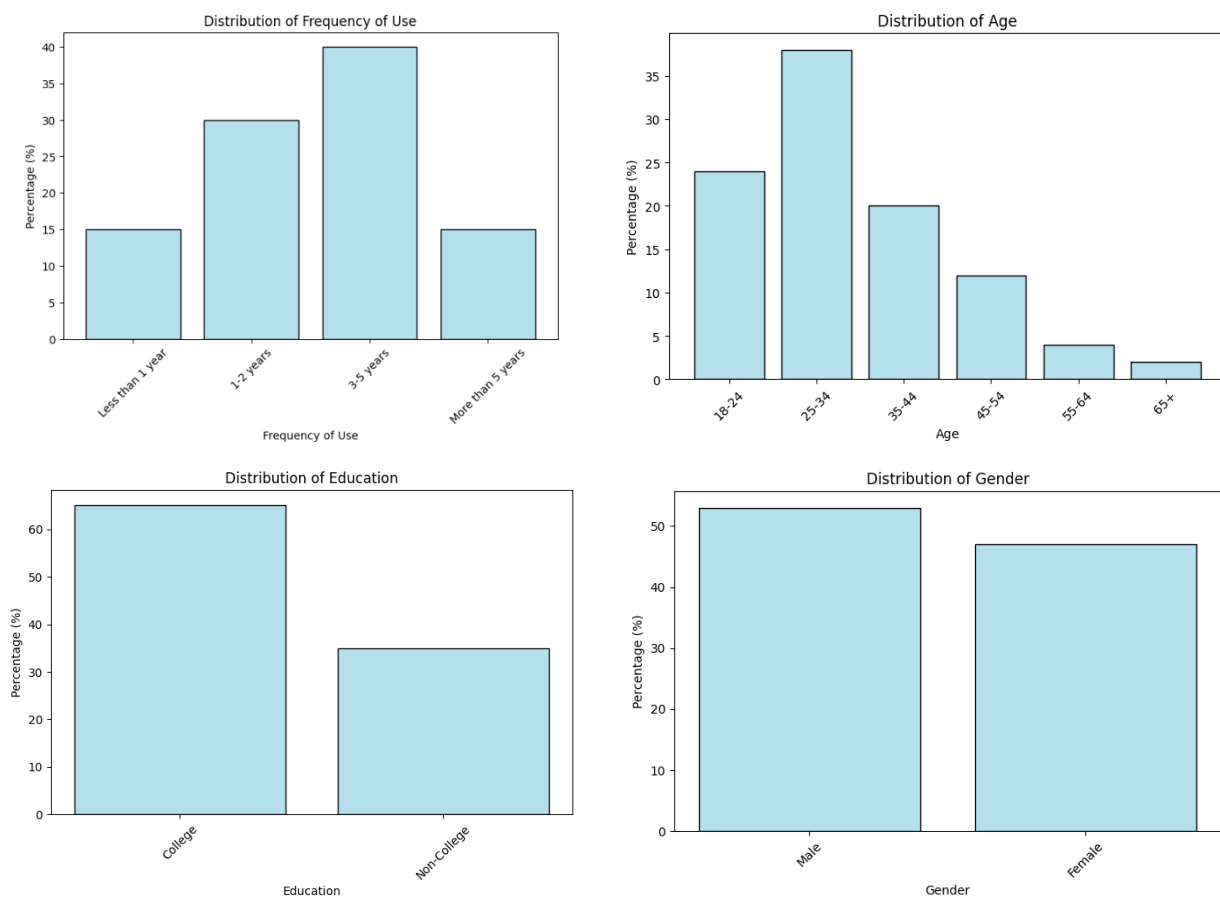 Distribution of Frequency of Use
Percentage (%)
40
35
30
25
20
15
10
5
0
Less than 1 year
1-2 years
3-5 years
More than 5 years
Frequency of Use
Distribution of Age
Percentage (%)
35
30
25
20
15
10
5
0
18-24
25-34
35-44
45-54
55-64
65+
Age
Distribution of Education
Percentage (%)
60
50
40
30
20
10
0
College
Non-College
Education
Distribution of Gender
Percentage (%)
50
40
30
20
10
0
Male
Female
Gender